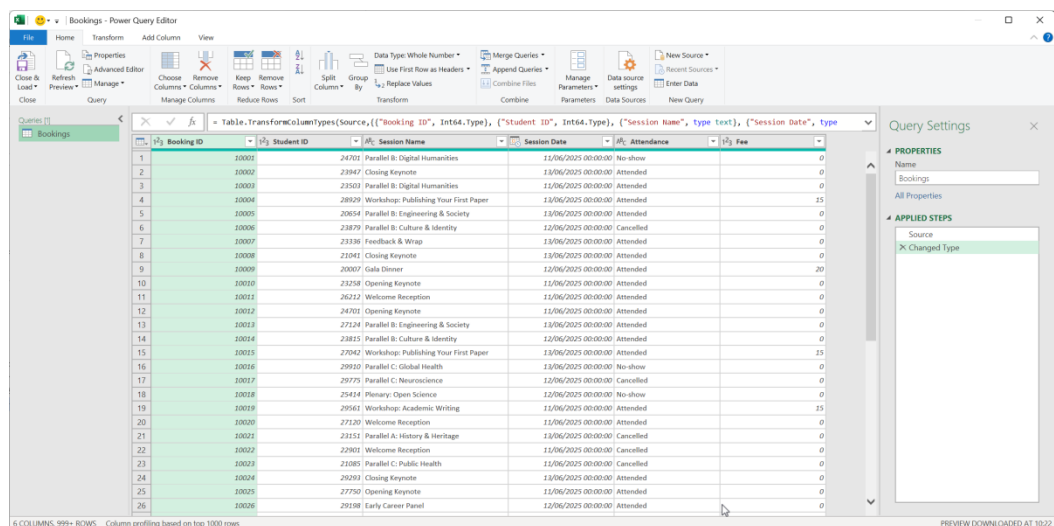 Bookings - Power Query Editor
File Home Transform Add Column View
Close & Load
Refresh Preview
Properties
Advanced Editor
Manage
Choose Columns
Remove Columns
Keep Rows
Remove Rows
Split Column
Group By
Data Type: Whole Number
Use First Row as Headers
Replace Values
Merge Queries
Append Queries
Combine Files
Manage Parameters
Data source settings
New Source
Recent Sources
Enter Data
Close Query Manage Columns Reduce Rows Sort Transform Combine Parameters Data Sources New Query
Queries [1]
Bookings
= Table.TransformColumnTypes(Source,{{"Booking ID", Int64.Type}, {"Student ID", Int64.Type}, {"Session Name", type text}, {"Session Date", type
Booking ID Student ID Session Name Session Date Attendance Fee
1 10001 24701 Parallel B: Digital Humanities 11/06/2025 00:00:00 No-show 0
2 10002 23947 Closing Keynote 13/06/2025 00:00:00 Attended 0
3 10003 23503 Parallel B: Digital Humanities 11/06/2025 00:00:00 Attended 0
4 10004 28929 Workshop: Publishing Your First Paper 13/06/2025 00:00:00 Attended 15
5 10005 20654 Parallel B: Engineering & Society 13/06/2025 00:00:00 Attended 0
6 10006 23879 Parallel B: Culture & Identity 12/06/2025 00:00:00 Cancelled 0
7 10007 23336 Feedback & Wrap 13/06/2025 00:00:00 Attended 0
8 10008 21041 Closing Keynote 13/06/2025 00:00:00 Attended 0
9 10009 20007 Gala Dinner 12/06/2025 00:00:00 Attended 20
10 10010 23258 Opening Keynote 11/06/2025 00:00:00 Attended 0
11 10011 26212 Welcome Reception 11/06/2025 00:00:00 Attended 0
12 10012 24701 Opening Keynote 11/06/2025 00:00:00 Attended 0
13 10013 27124 Parallel B: Engineering & Society 13/06/2025 00:00:00 Attended 0
14 10014 23815 Parallel B: Culture & Identity 12/06/2025 00:00:00 Attended 0
15 10015 27042 Workshop: Publishing Your First Paper 13/06/2025 00:00:00 Attended 15
16 10016 29910 Parallel C: Global Health 13/06/2025 00:00:00 No-show 0
17 10017 29775 Parallel C: Neuroscience 12/06/2025 00:00:00 Cancelled 0
18 10018 25414 Plenary: Open Science 12/06/2025 00:00:00 No-show 0
19 10019 29561 Workshop: Academic Writing 11/06/2025 00:00:00 Attended 15
20 10020 27120 Welcome Reception 11/06/2025 00:00:00 Attended 0
21 10021 23151 Parallel A: History & Heritage 13/06/2025 00:00:00 Cancelled 0
22 10022 22901 Welcome Reception 11/06/2025 00:00:00 Cancelled 0
23 10023 21085 Parallel C: Public Health 11/06/2025 00:00:00 Cancelled 0
24 10024 29293 Closing Keynote 13/06/2025 00:00:00 Attended 0
25 10025 27750 Opening Keynote 11/06/2025 00:00:00 Attended 0
26 10026 29198 Early Career Panel 12/06/2025 00:00:00 Attended 0
Query Settings
PROPERTIES
Name
Bookings
All Properties
APPLIED STEPS
Source
Changed Type
6 COLUMNS, 999+ ROWS Column profiling based on top 1000 rows PREVIEW DOWNLOADED AT 10:22